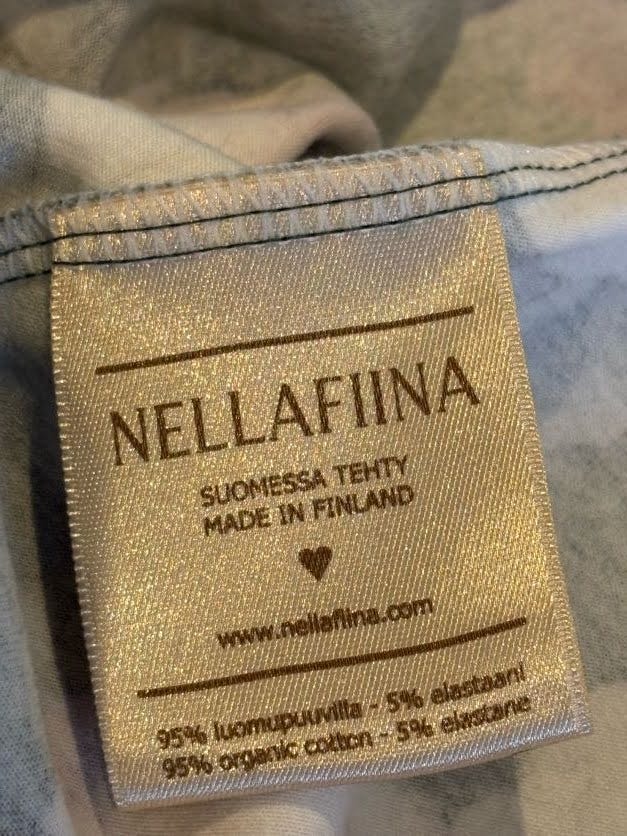 NELLAFIINA
SUOMESSA TEHTY
MADE IN FINLAND
www.nellafiina.com
95% luomupuuvilla - 5% elastaani
95% organic cotton - 5% elastane